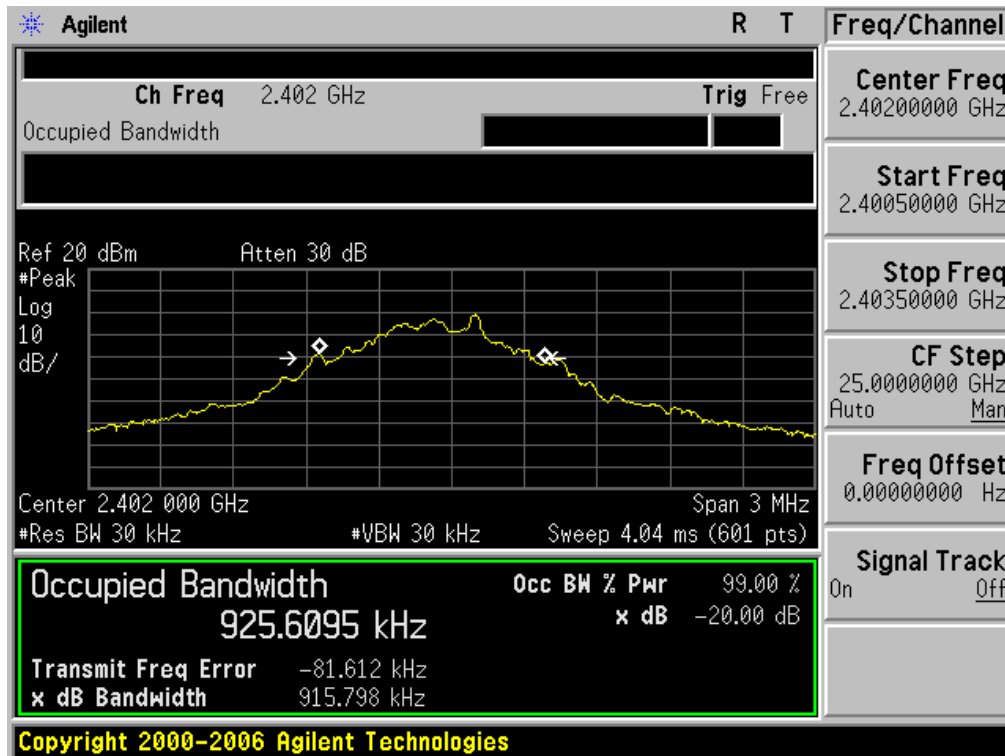 Agilent R T
Freq/Channel
Ch Freq 2.402 GHz Trig Free
Occupied Bandwidth
Ref 20 dBm Atten 30 dB
#Peak
Log
10
dB/
Center 2.402 000 GHz Span 3 MHz
#Res BW 30 kHz #VBW 30 kHz Sweep 4.04 ms (601 pts)
Occupied Bandwidth
925.6095 kHz
Occ BW % Pwr 99.00 %
x dB -20.00 dB
Transmit Freq Error -81.612 kHz
x dB Bandwidth 915.798 kHz
Center Freq
2.40200000 GHz
Start Freq
2.40050000 GHz
Stop Freq
2.40350000 GHz
CF Step
25.0000000 GHz
Auto Man
Freq Offset
0.00000000 Hz
Signal Track
On Off
Copyright 2000-2006 Agilent Technologies